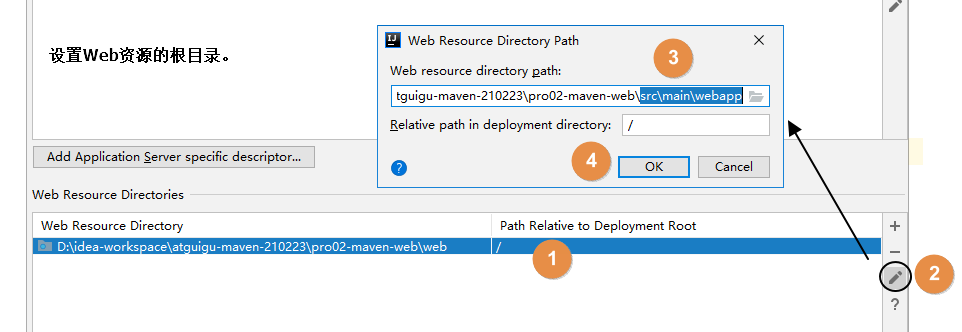 设置Web资源的根目录。
Web Resource Directory Path
3
Web resource directory path:
tguigu-maven-210223\pro02-maven-web\src\main\webapp
Relative path in deployment directory: /
4
? OK Cancel
Add Application Server specific descriptor...
Web Resource Directories
Web Resource Directory Path Relative to Deployment Root
D:\idea-workspace\atguigu-maven-210223\pro02-maven-web\web /
1
2
?